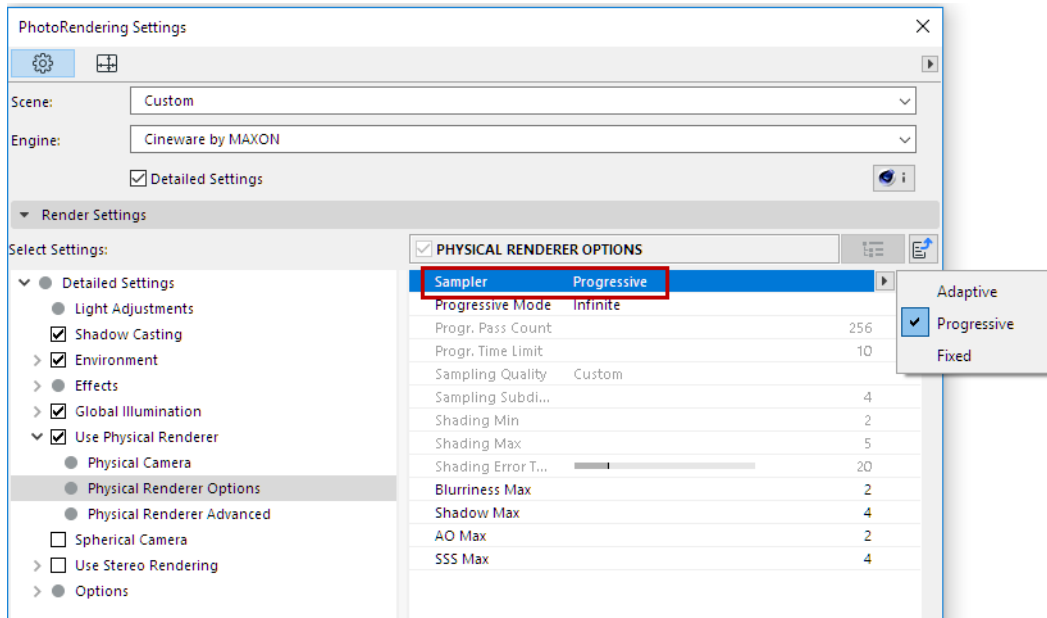 PhotoRendering Settings
Scene: Custom
Engine: Cineware by MAXON
Detailed Settings
i
Render Settings
Select Settings:
Detailed Settings
Light Adjustments
Shadow Casting
Environment
Effects
Global Illumination
Use Physical Renderer
Physical Camera
Physical Renderer Options
Physical Renderer Advanced
Spherical Camera
Use Stereo Rendering
Options
PHYSICAL RENDERER OPTIONS
Sampler Progressive
Progressive Mode Infinite
Progr. Pass Count 256
Progr. Time Limit 10
Sampling Quality Custom
Sampling Subdi... 4
Shading Min 2
Shading Max 5
Shading Error T... 20
Blurriness Max 2
Shadow Max 4
AO Max 2
SSS Max 4
Adaptive
Progressive
Fixed